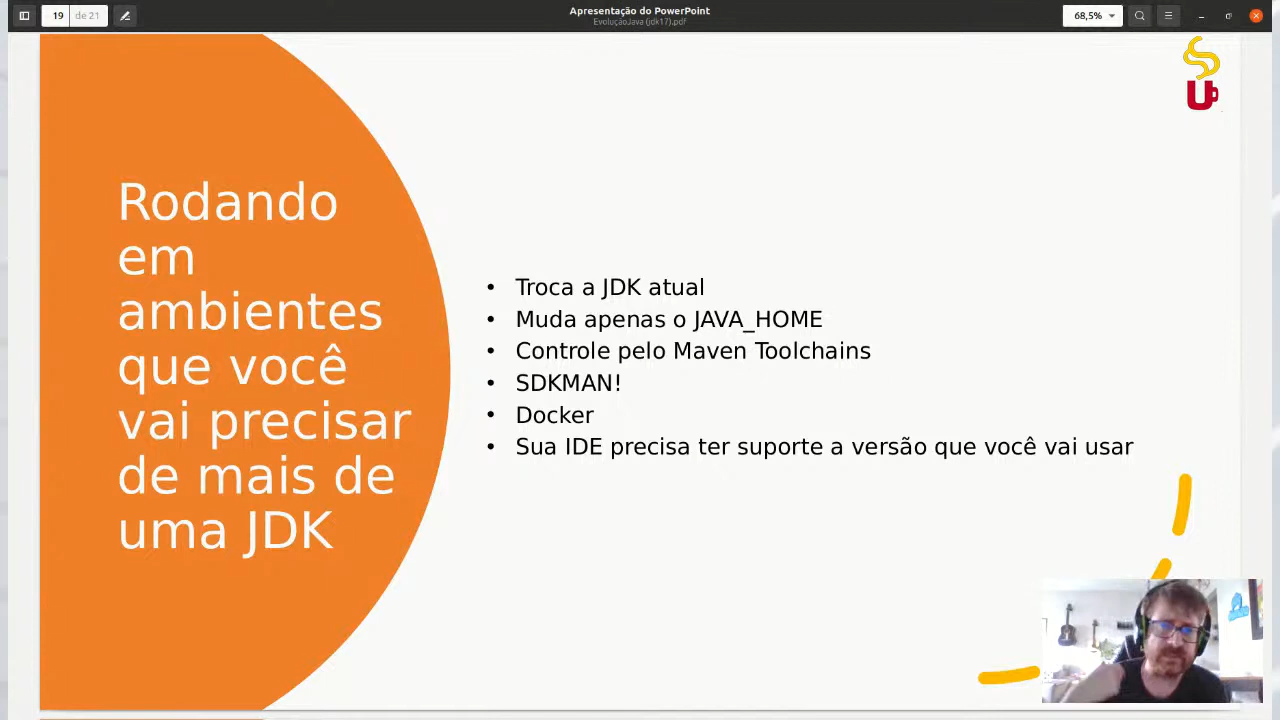 19
de 21
Apresentação do PowerPoint
EvoluçãoJava (jdk17).pdf
68,5%
U
Rodando
em
ambientes
que você
vai precisar
de mais de
uma JDK
• Troca a JDK atual
• Muda apenas o JAVA_HOME
• Controle pelo Maven Toolchains
• SDKMAN!
• Docker
• Sua IDE precisa ter suporte a versão que você vai usar